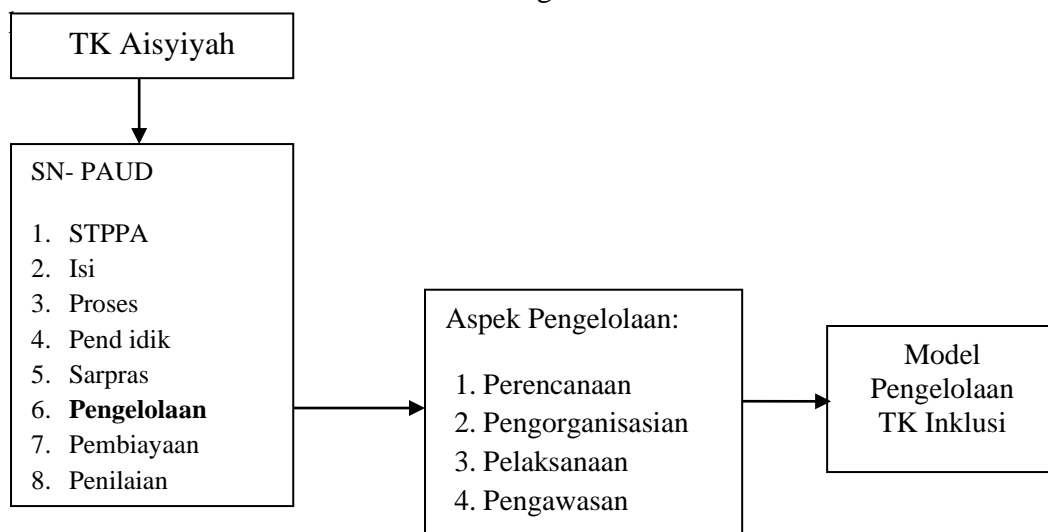 TK Aisyiyah
SN- PAUD
1. STPPA
2. Isi
3. Proses
4. Pend idik
5. Sarpras
6. Pengelolaan
7. Pembiayaan
8. Penilaian
Aspek Pengelolaan:
1. Perencanaan
2. Pengorganisasian
3. Pelaksanaan
4. Pengawasan
Model
Pengelolaan
TK Inklusi